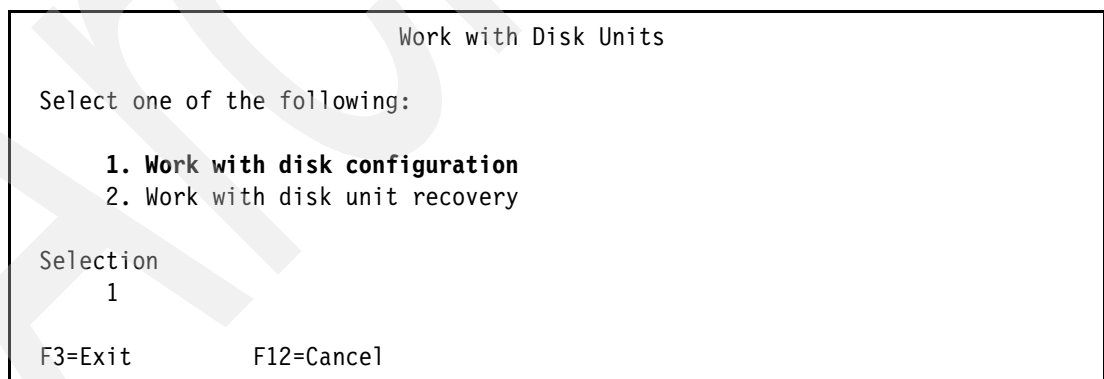 Work with Disk Units
Select one of the following:
1. Work with disk configuration
2. Work with disk unit recovery
Selection
1
F3=Exit F12=Cancel